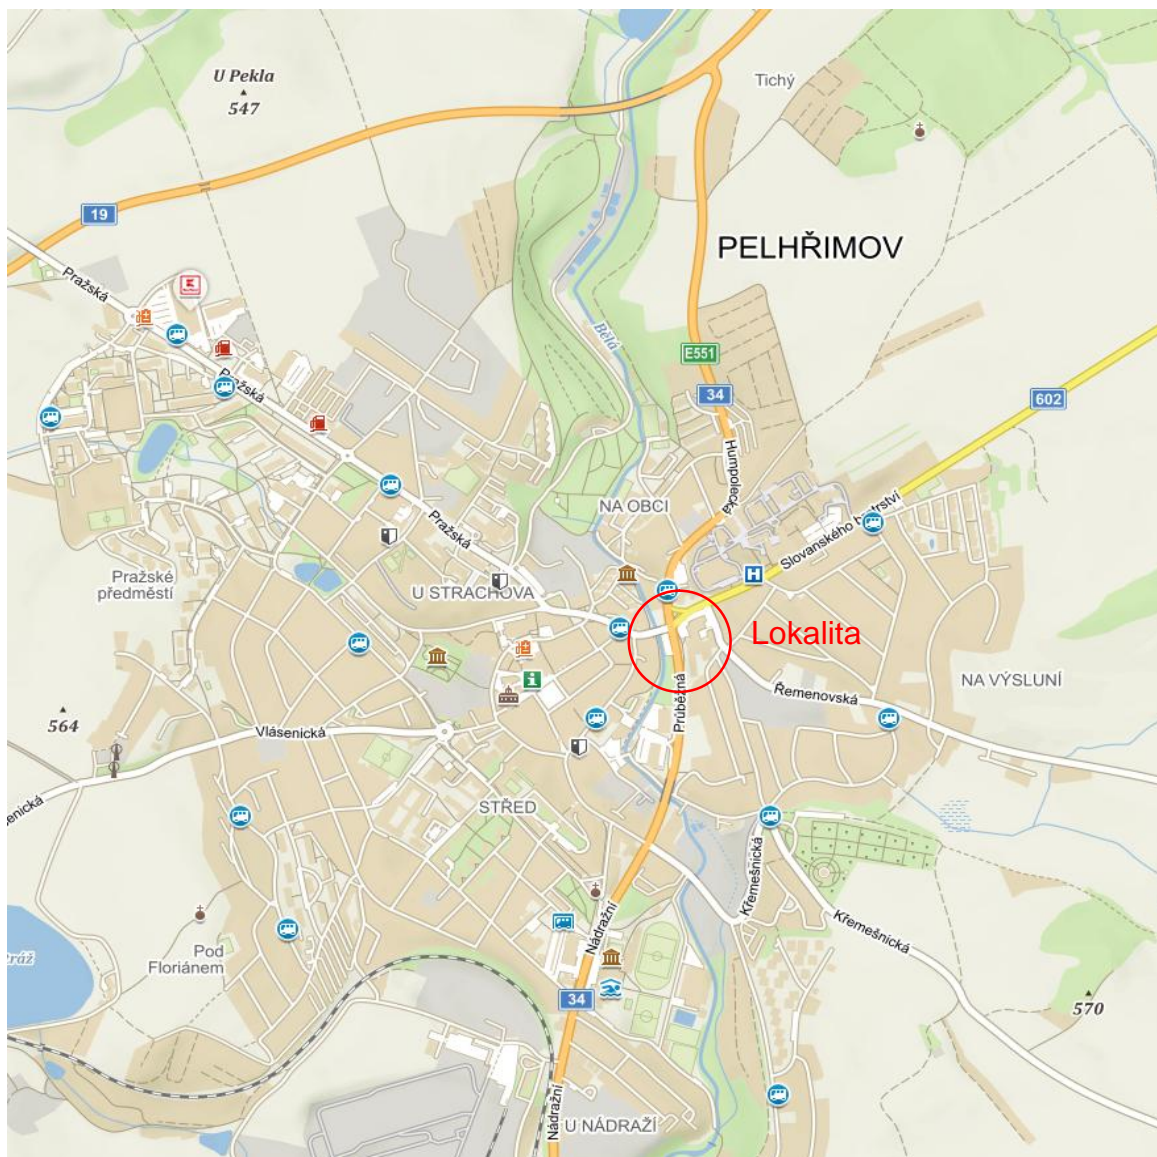 U Pekla
547
Tichý
19
PELHŘIMOV
Pražská
Bělá
E551
34
602
Pražská
Humpolecká
NA OBCI
Slovanského bratrství
Pražská
Pražské
předměstí
U STRACHOVA
H
Lokalita
NA VÝSLUNÍ
Řemenovská
Průběžná
564
Vlásenická
STŘED
Křemešnická
Křemešnická
Nádražní
Pod
Floriánem
34
570
Nádražní
U NÁDRAŽÍ